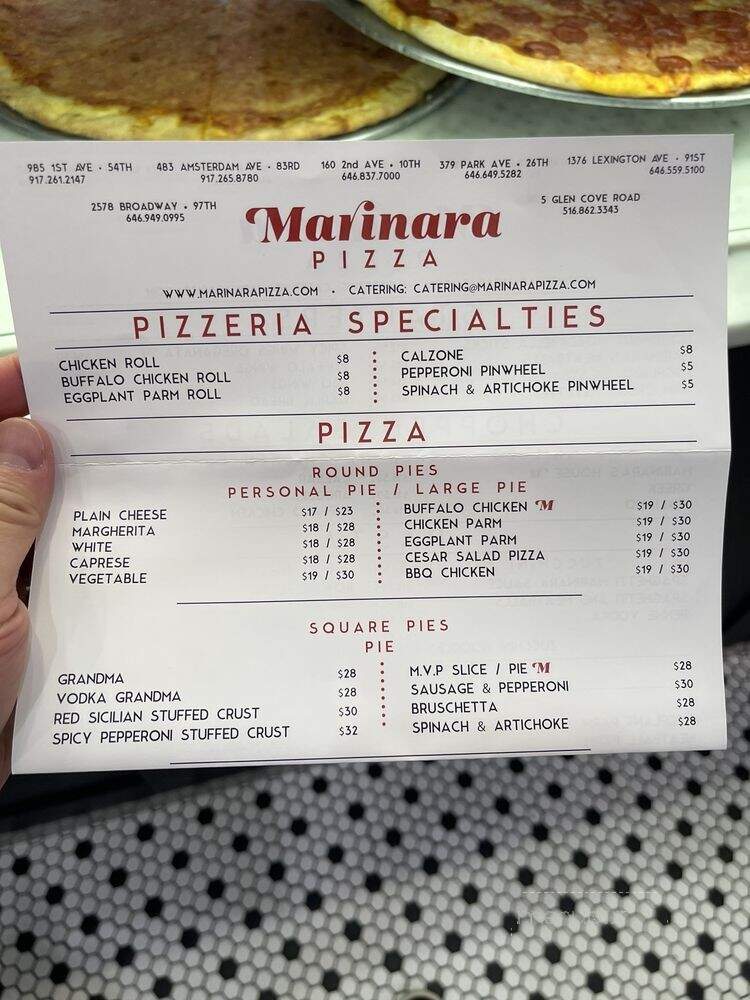 985 1ST AVE • 54TH 483 AMSTERDAM AVE • 83RD 160 2nd AVE • 10TH 379 PARK AVE • 26TH 1376 LEXINGTON AVE • 91ST
917.261.2147 917.265.8780 646.837.7000 646.649.5282 646.559.5100
2578 BROADWAY • 97TH 5 GLEN COVE ROAD
646.949.0995 516.862.3343
Marinara
PIZZA
WWW.MARINARAPIZZA.COM • CATERING: CATERING@MARINARAPIZZA.COM
PIZZERIA SPECIALTIES
CHICKEN ROLL $8
BUFFALO CHICKEN ROLL $8
EGGPLANT PARM ROLL $8
CALZONE $8
PEPPERONI PINWHEEL $5
SPINACH & ARTICHOKE PINWHEEL $5
PIZZA
ROUND PIES
PERSONAL PIE / LARGE PIE
PLAIN CHEESE $17 / $23
MARGHERITA $18 / $28
WHITE $18 / $28
CAPRESE $18 / $28
VEGETABLE $19 / $30
BUFFALO CHICKEN M $19 / $30
CHICKEN PARM $19 / $30
EGGPLANT PARM $19 / $30
CESAR SALAD PIZZA $19 / $30
BBQ CHICKEN $19 / $30
SQUARE PIES
PIE
GRANDMA $28
VODKA GRANDMA $28
RED SICILIAN STUFFED CRUST $30
SPICY PEPPERONI STUFFED CRUST $32
M.V.P SLICE / PIE M $28
SAUSAGE & PEPPERONI $30
BRUSCHETTA $28
SPINACH & ARTICHOKE $28